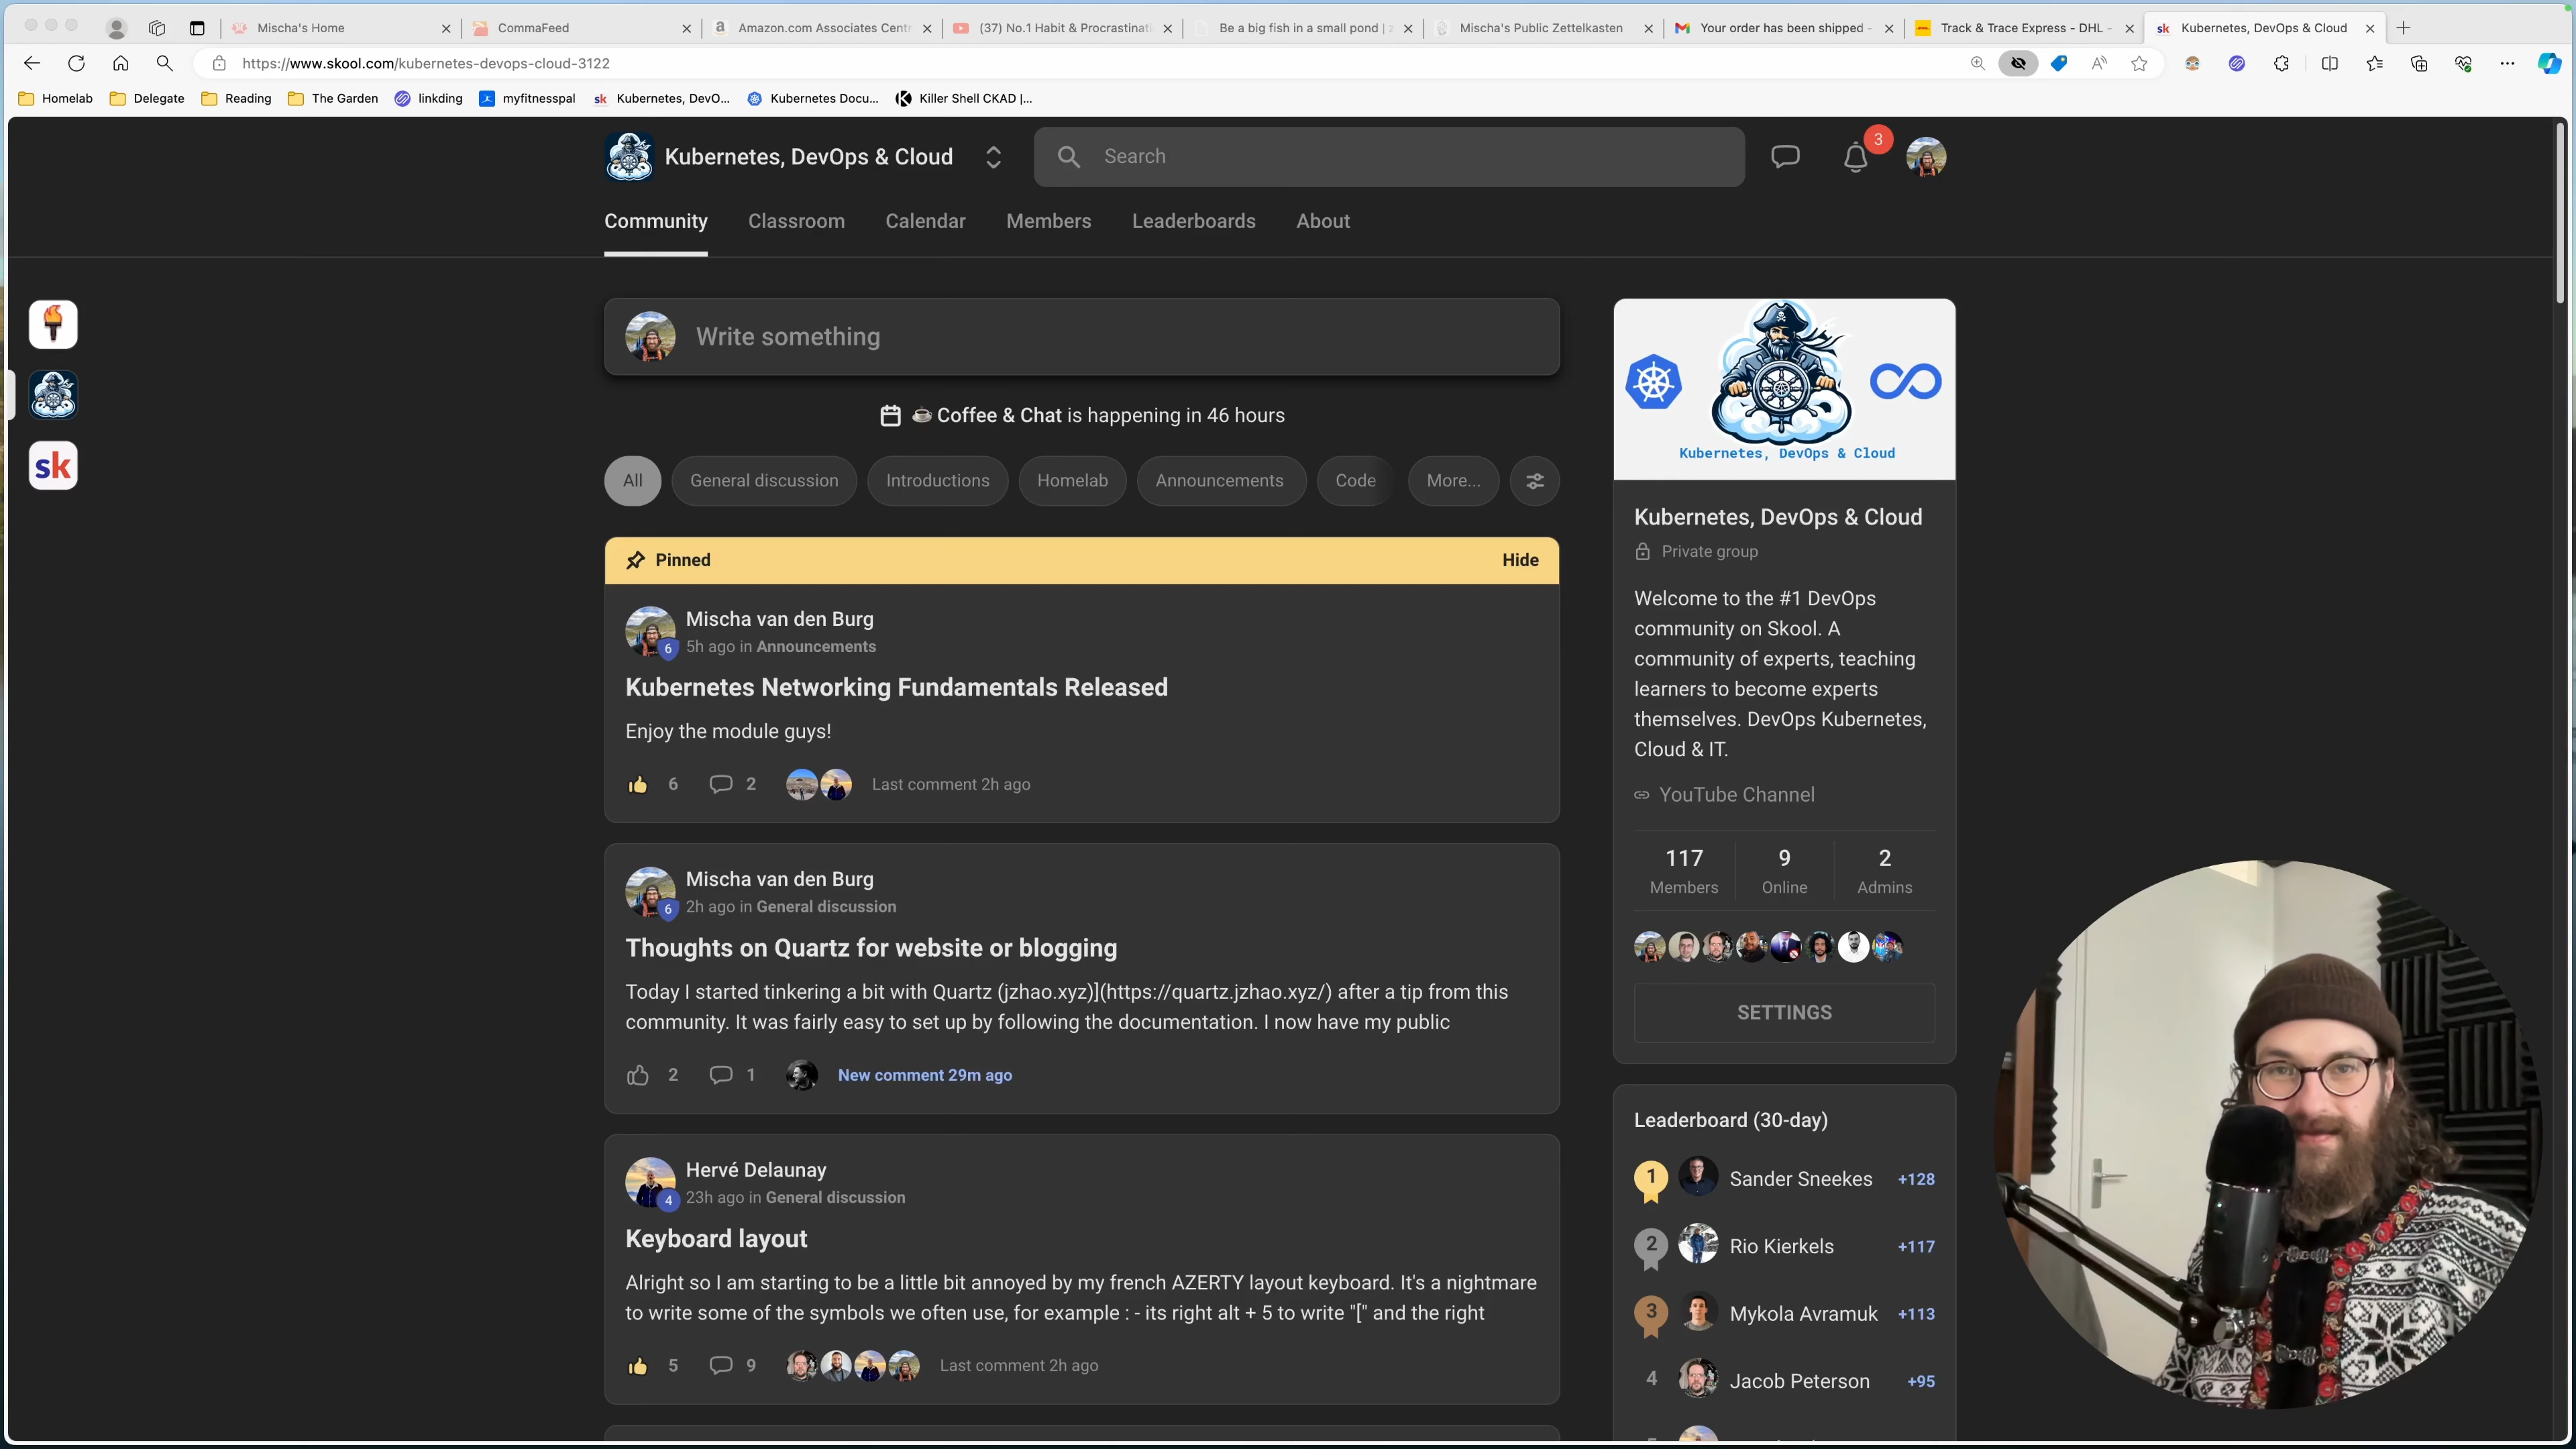 Mischa's Home
CommaFeed
Amazon.com Associates Centr
(37) No.1 Habit & Procrastinati
Be a big fish in a small pond | z
Mischa's Public Zettelkasten
Your order has been shipped -
Track & Trace Express - DHL -
sk Kubernetes, DevOps & Cloud
https://www.skool.com/kubernetes-devops-cloud-3122
Homelab
Delegate
Reading
The Garden
linkding
myfitnesspal
sk Kubernetes, DevO...
Kubernetes Docu...
Killer Shell CKAD |...
Kubernetes, DevOps & Cloud
Search
3
Community
Classroom
Calendar
Members
Leaderboards
About
sk
Write something
Coffee & Chat is happening in 46 hours
All
General discussion
Introductions
Homelab
Announcements
Code
More...
Pinned
Hide
Mischa van den Burg
6
5h ago in Announcements
Kubernetes Networking Fundamentals Released
Enjoy the module guys!
6
2
Last comment 2h ago
Mischa van den Burg
6
2h ago in General discussion
Thoughts on Quartz for website or blogging
Today I started tinkering a bit with Quartz (jzhao.xyz)](https://quartz.jzhao.xyz/) after a tip from this
community. It was fairly easy to set up by following the documentation. I now have my public
2
1
New comment 29m ago
Hervé Delaunay
4
23h ago in General discussion
Keyboard layout
Alright so I am starting to be a little bit annoyed by my french AZERTY layout keyboard. It's a nightmare
to write some of the symbols we often use, for example : - its right alt + 5 to write "[" and the right
5
9
Last comment 2h ago
Kubernetes, DevOps & Cloud
Kubernetes, DevOps & Cloud
Private group
Welcome to the #1 DevOps
community on Skool. A
community of experts, teaching
learners to become experts
themselves. DevOps Kubernetes,
Cloud & IT.
YouTube Channel
117
Members
9
Online
2
Admins
SETTINGS
Leaderboard (30-day)
1 Sander Sneekes +128
2 Rio Kierkels +117
3 Mykola Avramuk +113
4 Jacob Peterson +95